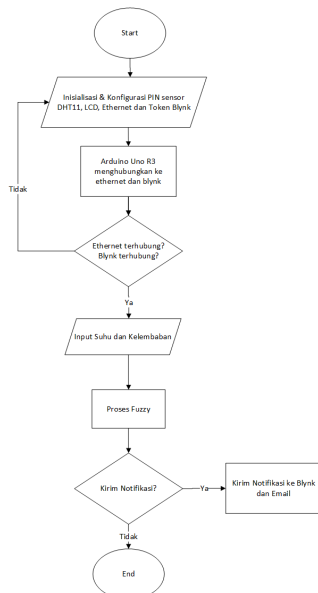 Start
Inisialisasi & Konfigurasi PIN sensor
DHT11, LCD, Ethernet dan Token Blynk
Arduino Uno R3
menghubungkan ke
ethernet dan blynk
Tidak
Ethernet terhubung?
Blynk terhubung?
Ya
Input Suhu dan Kelembaban
Proses Fuzzy
Kirim Notifikasi?
Ya
Kirim Notifikasi ke Blynk
dan Email
Tidak
End